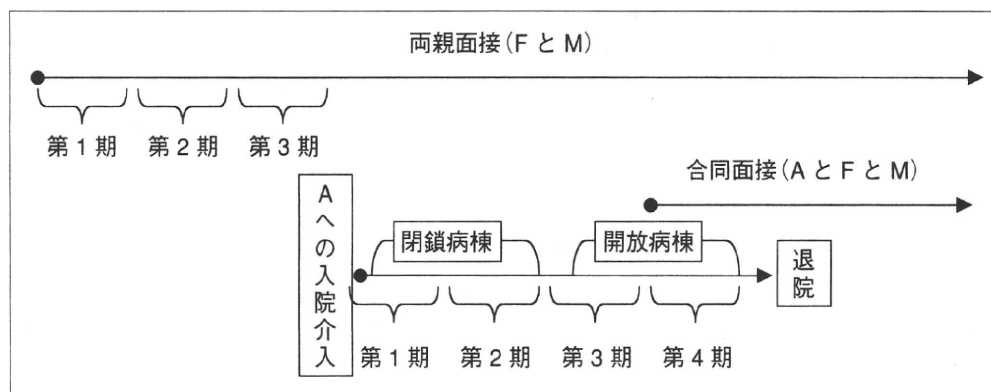 両親面接(FとM)
第1期 第2期 第3期
合同面接(AとFとM)
Aへの入院介入
閉鎖病棟 開放病棟
退院
第1期 第2期 第3期 第4期